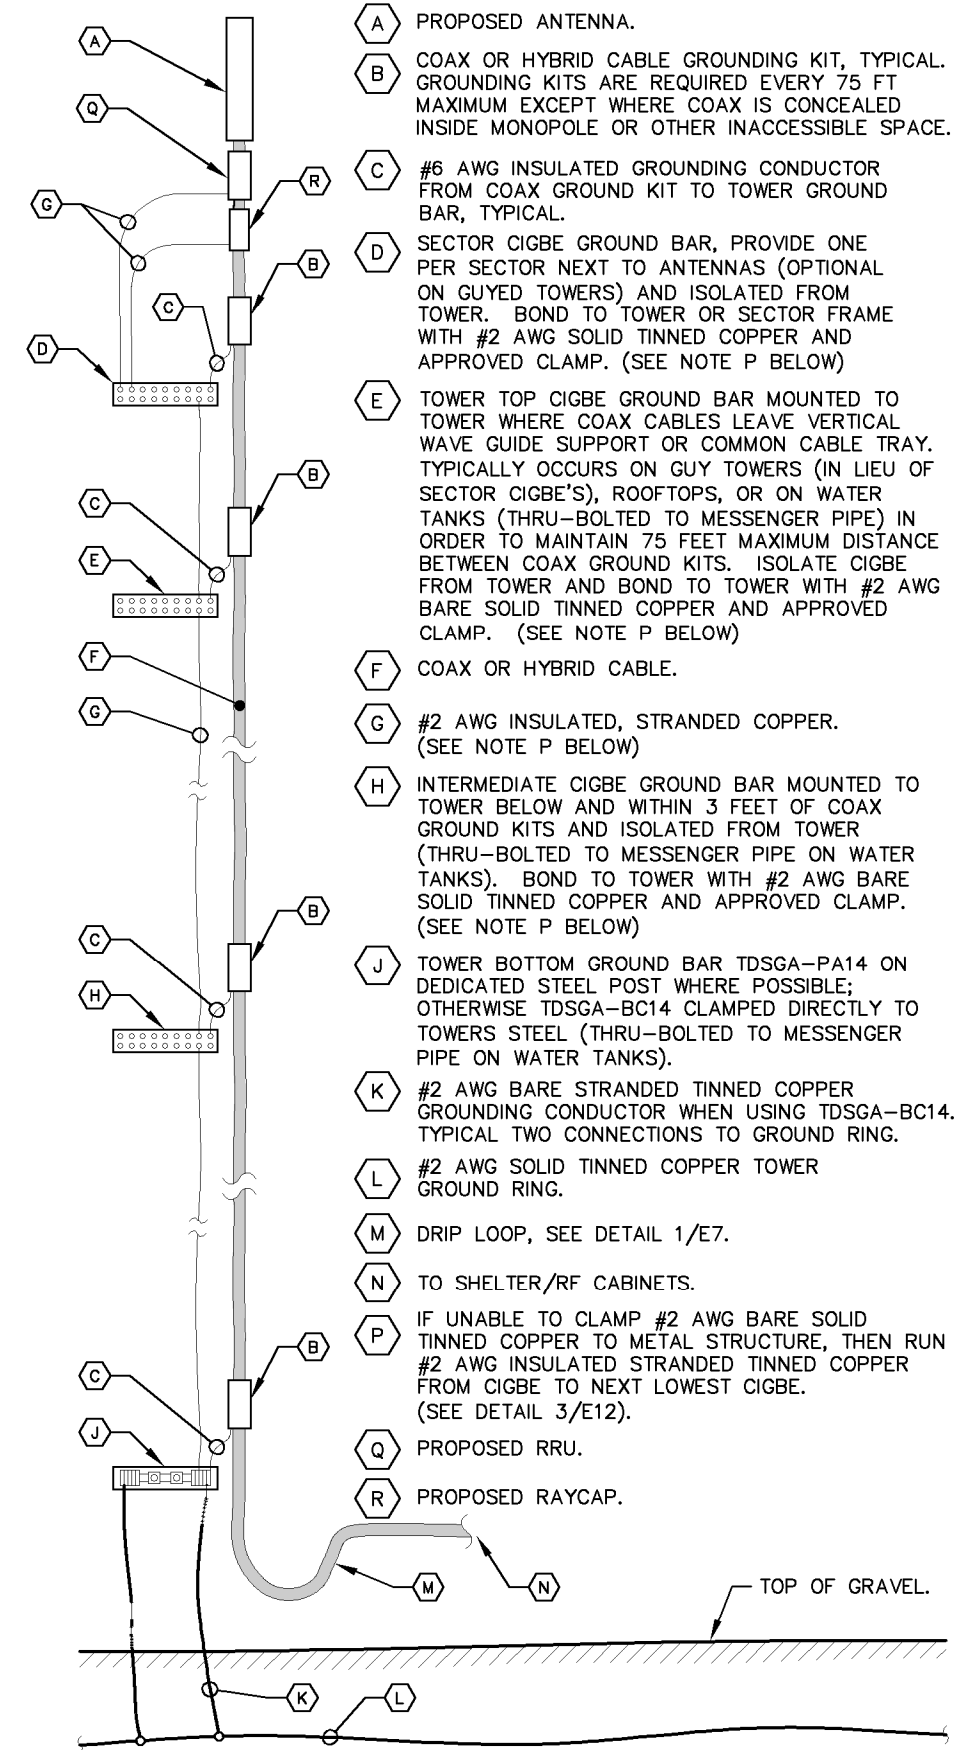 A
PROPOSED ANTENNA.
B
COAX OR HYBRID CABLE GROUNDING KIT, TYPICAL.
GROUNDING KITS ARE REQUIRED EVERY 75 FT
MAXIMUM EXCEPT WHERE COAX IS CONCEALED
INSIDE MONOPOLE OR OTHER INACCESSIBLE SPACE.
C
#6 AWG INSULATED GROUNDING CONDUCTOR
FROM COAX GROUND KIT TO TOWER GROUND
BAR, TYPICAL.
D
SECTOR CIGBE GROUND BAR, PROVIDE ONE
PER SECTOR NEXT TO ANTENNAS (OPTIONAL
ON GUYED TOWERS) AND ISOLATED FROM
TOWER. BOND TO TOWER OR SECTOR FRAME
WITH #2 AWG SOLID TINNED COPPER AND
APPROVED CLAMP. (SEE NOTE P BELOW)
E
TOWER TOP CIGBE GROUND BAR MOUNTED TO
TOWER WHERE COAX CABLES LEAVE VERTICAL
WAVE GUIDE SUPPORT OR COMMON CABLE TRAY.
TYPICALLY OCCURS ON GUY TOWERS (IN LIEU OF
SECTOR CIGBE'S), ROOFTOPS, OR ON WATER
TANKS (THRU-BOLTED TO MESSENGER PIPE) IN
ORDER TO MAINTAIN 75 FEET MAXIMUM DISTANCE
BETWEEN COAX GROUND KITS. ISOLATE CIGBE
FROM TOWER AND BOND TO TOWER WITH #2 AWG
BARE SOLID TINNED COPPER AND APPROVED
CLAMP. (SEE NOTE P BELOW)
F
COAX OR HYBRID CABLE.
G
#2 AWG INSULATED, STRANDED COPPER.
(SEE NOTE P BELOW)
H
INTERMEDIATE CIGBE GROUND BAR MOUNTED TO
TOWER BELOW AND WITHIN 3 FEET OF COAX
GROUND KITS AND ISOLATED FROM TOWER
(THRU-BOLTED TO MESSENGER PIPE ON WATER
TANKS). BOND TO TOWER WITH #2 AWG BARE
SOLID TINNED COPPER AND APPROVED CLAMP.
(SEE NOTE P BELOW)
J
TOWER BOTTOM GROUND BAR TDSGA-PA14 ON
DEDICATED STEEL POST WHERE POSSIBLE;
OTHERWISE TDSGA-BC14 CLAMPED DIRECTLY TO
TOWERS STEEL (THRU-BOLTED TO MESSENGER
PIPE ON WATER TANKS).
K
#2 AWG BARE STRANDED TINNED COPPER
GROUNDING CONDUCTOR WHEN USING TDSGA-BC14.
TYPICAL TWO CONNECTIONS TO GROUND RING.
L
#2 AWG SOLID TINNED COPPER TOWER
GROUND RING.
M
DRIP LOOP, SEE DETAIL 1/E7.
N
TO SHELTER/RF CABINETS.
P
IF UNABLE TO CLAMP #2 AWG BARE SOLID
TINNED COPPER TO METAL STRUCTURE, THEN RUN
#2 AWG INSULATED STRANDED TINNED COPPER
FROM CIGBE TO NEXT LOWEST CIGBE.
(SEE DETAIL 3/E12).
Q
PROPOSED RRU.
R
PROPOSED RAYCAP.
A
Q
R
G
B
C
D
B
C
E
F
G
B
C
H
B
C
J
M
N
TOP OF GRAVEL.
K
L